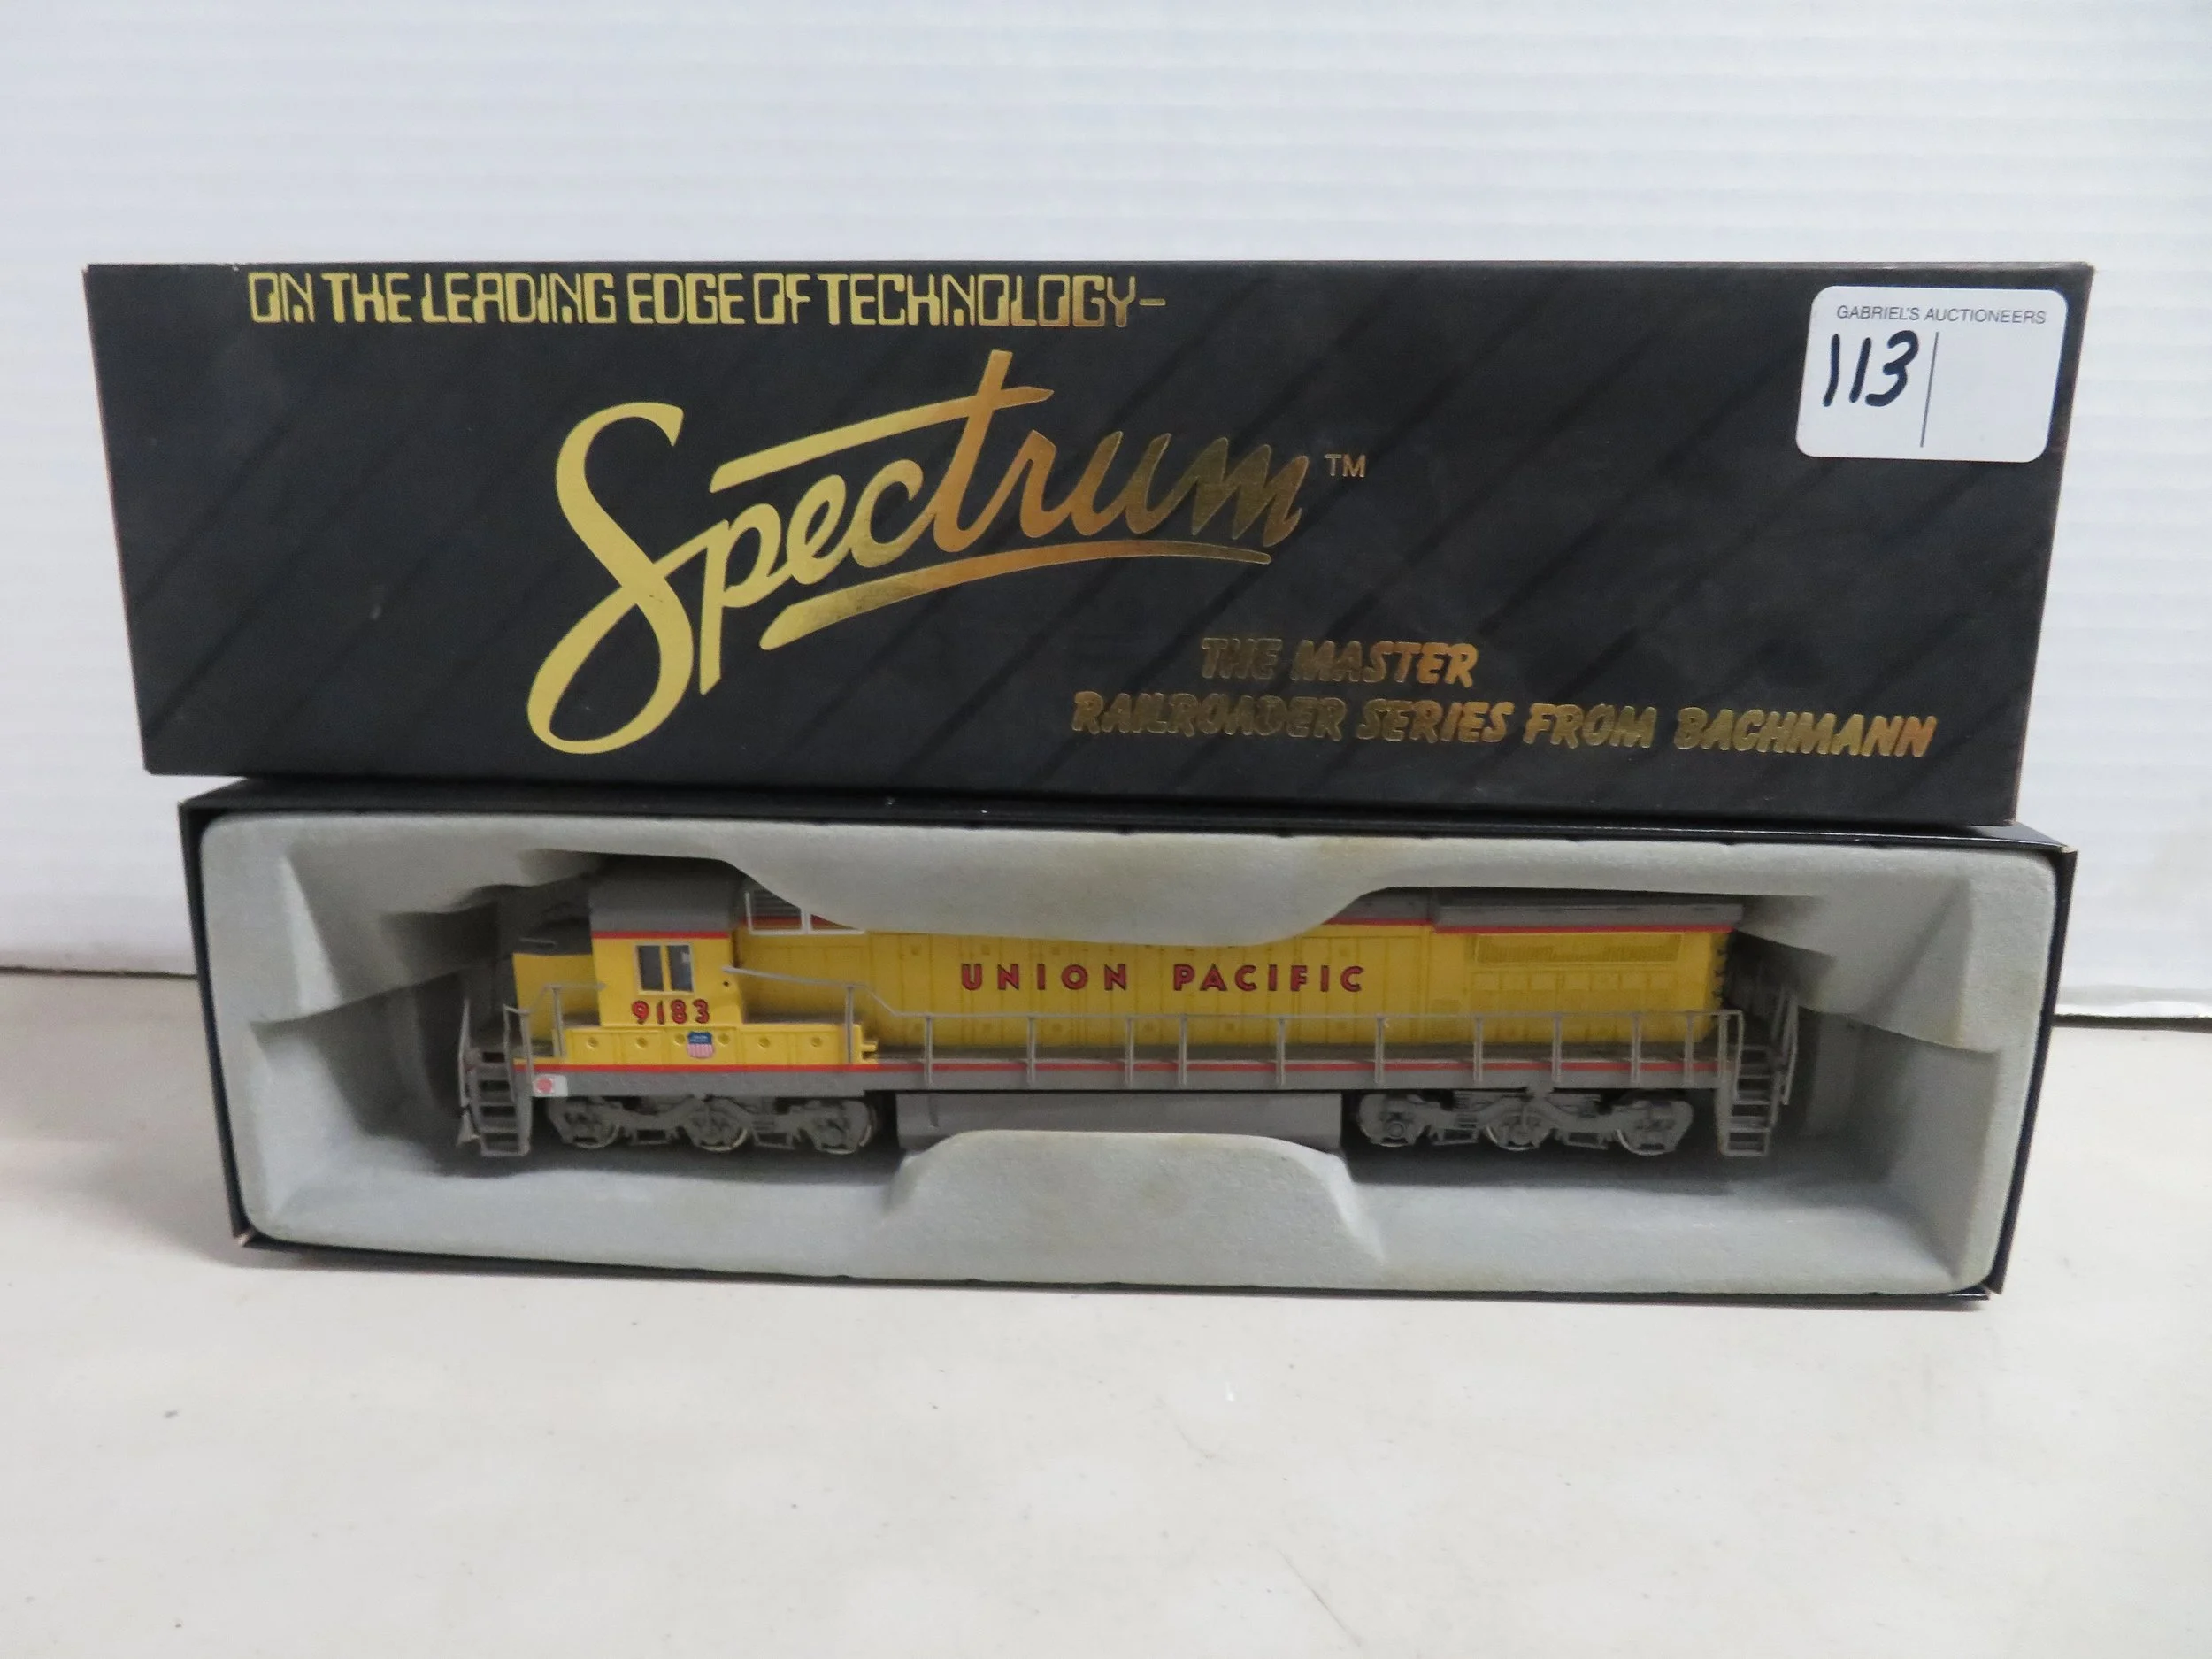 ON THE LEADING EDGE OF TECHNOLOGY—
GABRIEL'S AUCTIONEERS
113
Spectrum™
THE MASTER
RAILROADER SERIES FROM BACHMANN
UNION PACIFIC
9183